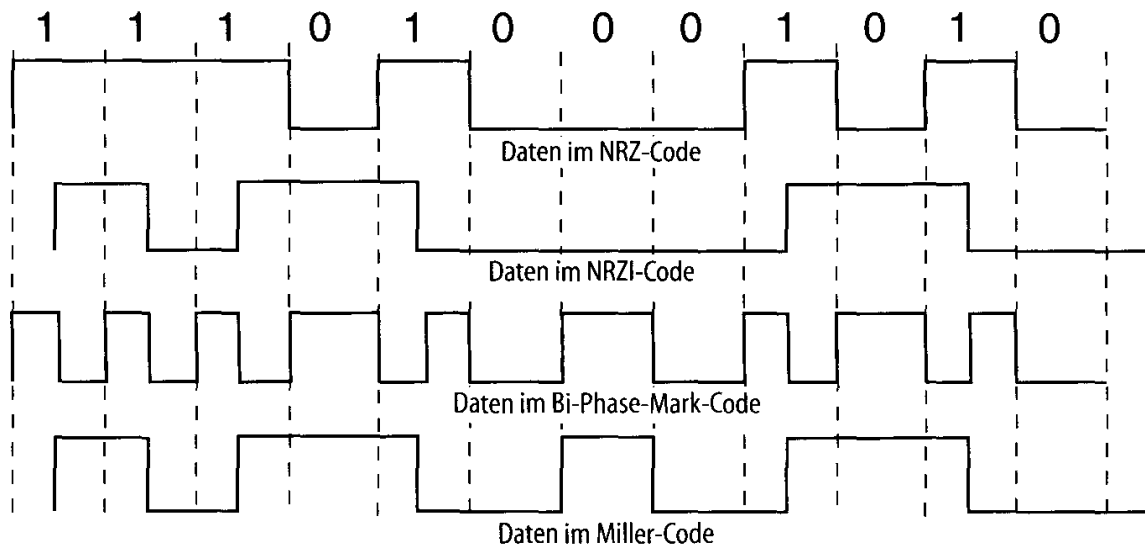 1 1 1 0 1 0 0 0 1 0 1 0
Daten im NRZ-Code
Daten im NRZI-Code
Daten im Bi-Phase-Mark-Code
Daten im Miller-Code